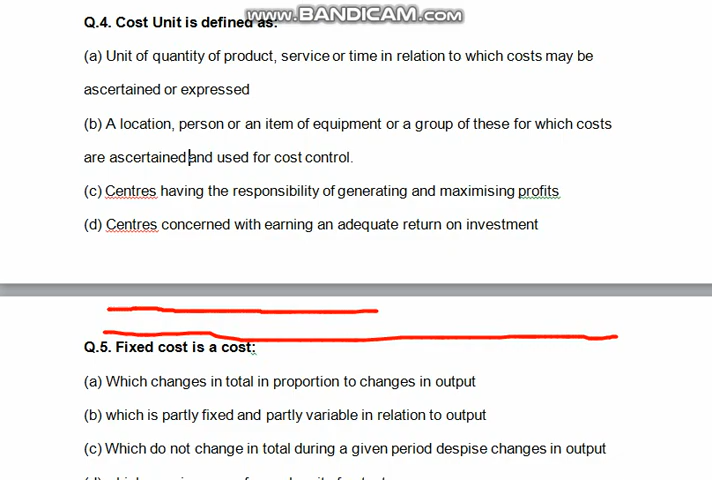 www.BANDICAM.com
Q.4. Cost Unit is defined as:
(a) Unit of quantity of product, service or time in relation to which costs may be
ascertained or expressed
(b) A location, person or an item of equipment or a group of these for which costs
are ascertained and used for cost control.
(c) Centres having the responsibility of generating and maximising profits
(d) Centres concerned with earning an adequate return on investment
Q.5. Fixed cost is a cost:
(a) Which changes in total in proportion to changes in output
(b) which is partly fixed and partly variable in relation to output
(c) Which do not change in total during a given period despise changes in output